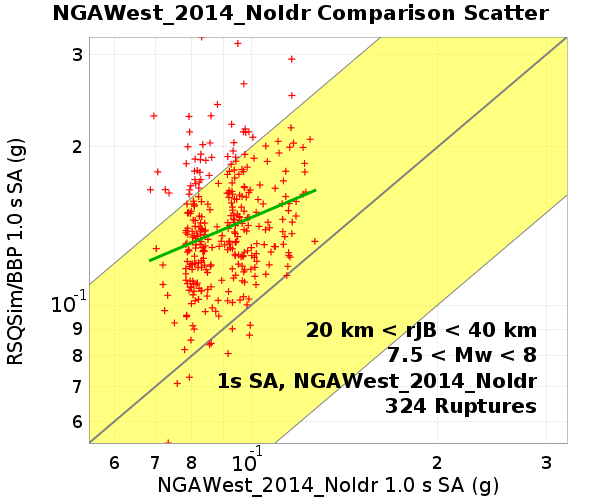 NGAWest_2014_NoIdr Comparison Scatter
RSQSim/BBP 1.0 s SA (g)
3
2
10^-1
9
8
7
6
20 km < rJB < 40 km
7.5 < Mw < 8
1s SA, NGAWest_2014_NoIdr
324 Ruptures
6 7 8 10^-1 2 3
NGAWest_2014_NoIdr 1.0 s SA (g)